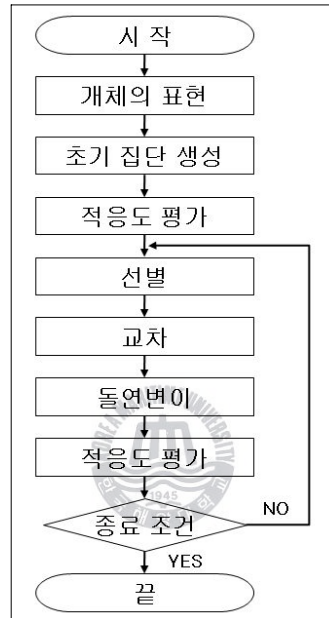 시 작
개체의 표현
초기 집단 생성
적응도 평가
선별
교차
돌연변이
적응도 평가
1945
종료 조건
NO
YES
끝